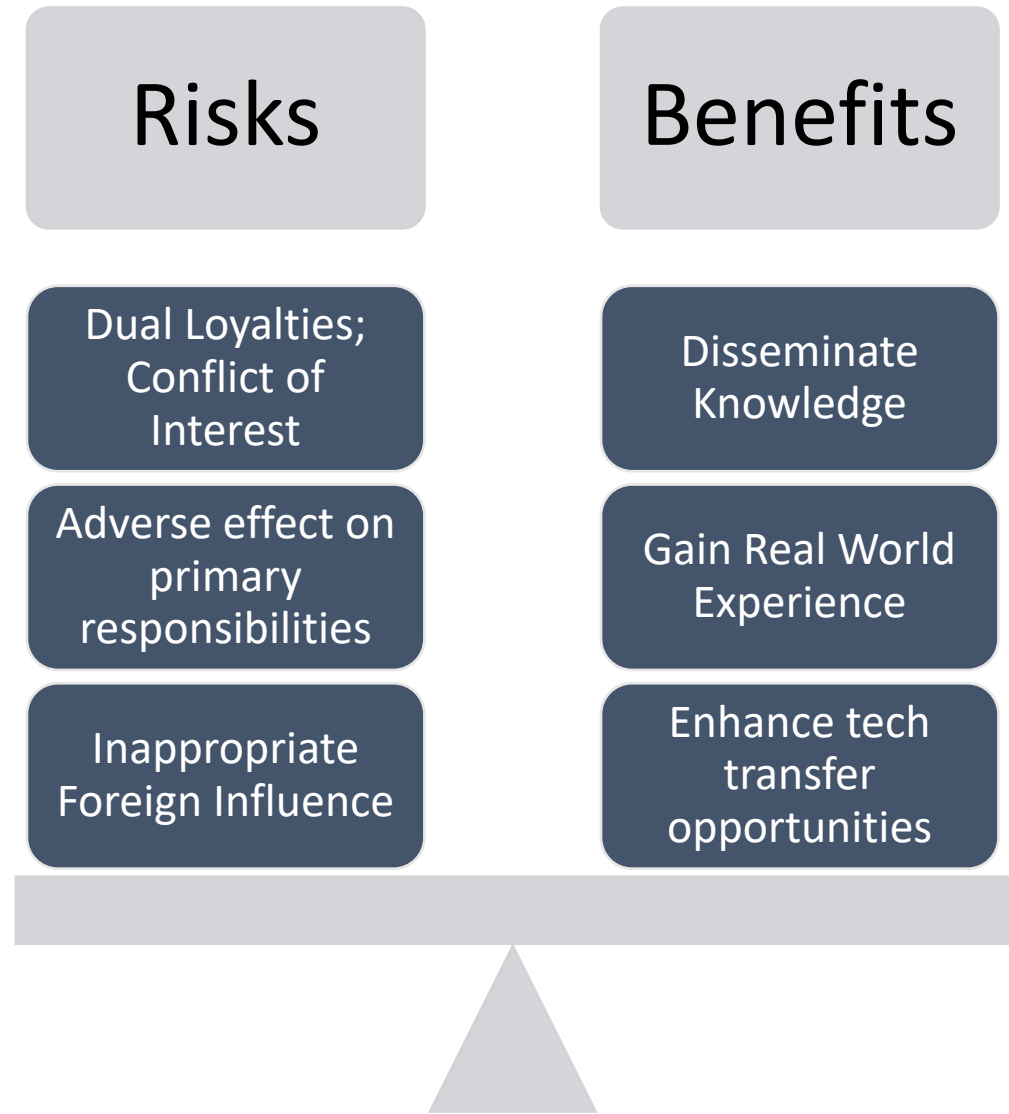 Risks
Dual Loyalties;
Conflict of
Interest
Adverse effect on
primary
responsibilities
Inappropriate
Foreign Influence
Benefits
Disseminate
Knowledge
Gain Real World
Experience
Enhance tech
transfer
opportunities